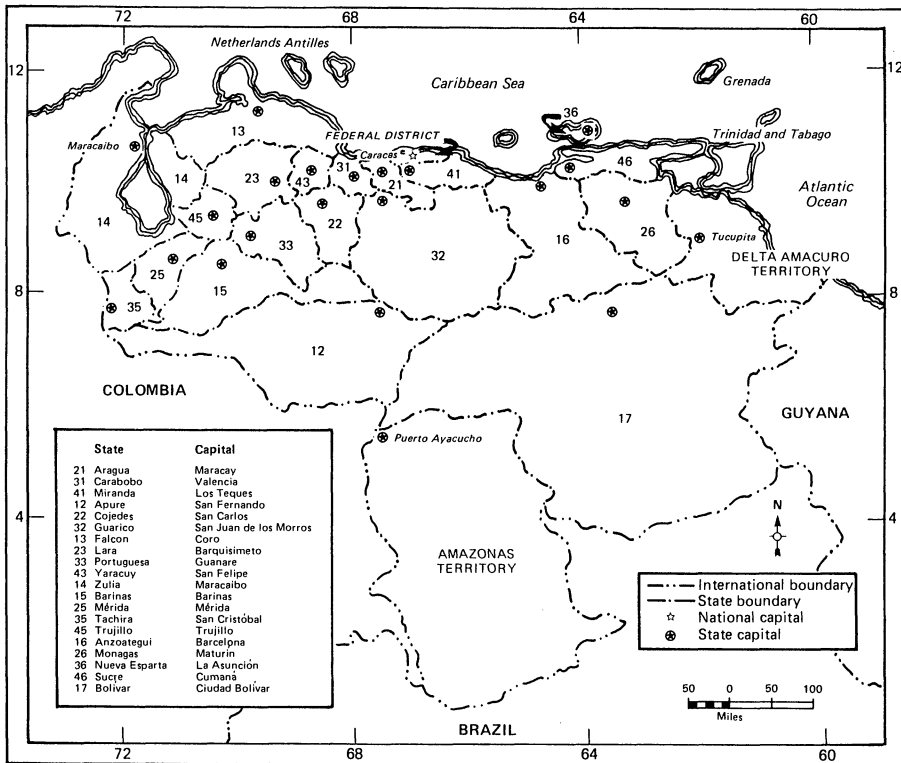 72 68 64 60
Netherlands Antilles
12 12
Caribbean Sea
Grenada
36
13
FEDERAL DISTRICT
Trinidad and Tabago
Maracaibo
Caracas
31
46
14
23
43
21
41
Atlantic
Ocean
45
14
33
22
16
26
Tucupita
32
DELTA AMACURO
TERRITORY
25
15
8 8
35
12
COLOMBIA
GUYANA
17
Puerto Ayacucho
State Capital
21 Aragua Maracay
31 Carabobo Valencia
41 Miranda Los Teques
12 Apure San Fernando
22 Cojedes San Carlos
32 Guarico San Juan de los Morros
13 Falcon Coro
23 Lara Barquisimeto
33 Portuguesa Guanare
43 Yaracuy San Felipe
14 Zulia Maracaibo
15 Barinas Barinas
25 Mérida Mérida
35 Tachira San Cristóbal
45 Trujillo Trujillo
16 Anzoategui Barcelona
26 Monagas Maturin
36 Nueva Esparta La Asunción
46 Sucre Cumaná
17 Bolívar Ciudad Bolívar
4 4
N
AMAZONAS
TERRITORY
International boundary
State boundary
National capital
State capital
50 0 100
Miles
BRAZIL
72 68 64 60